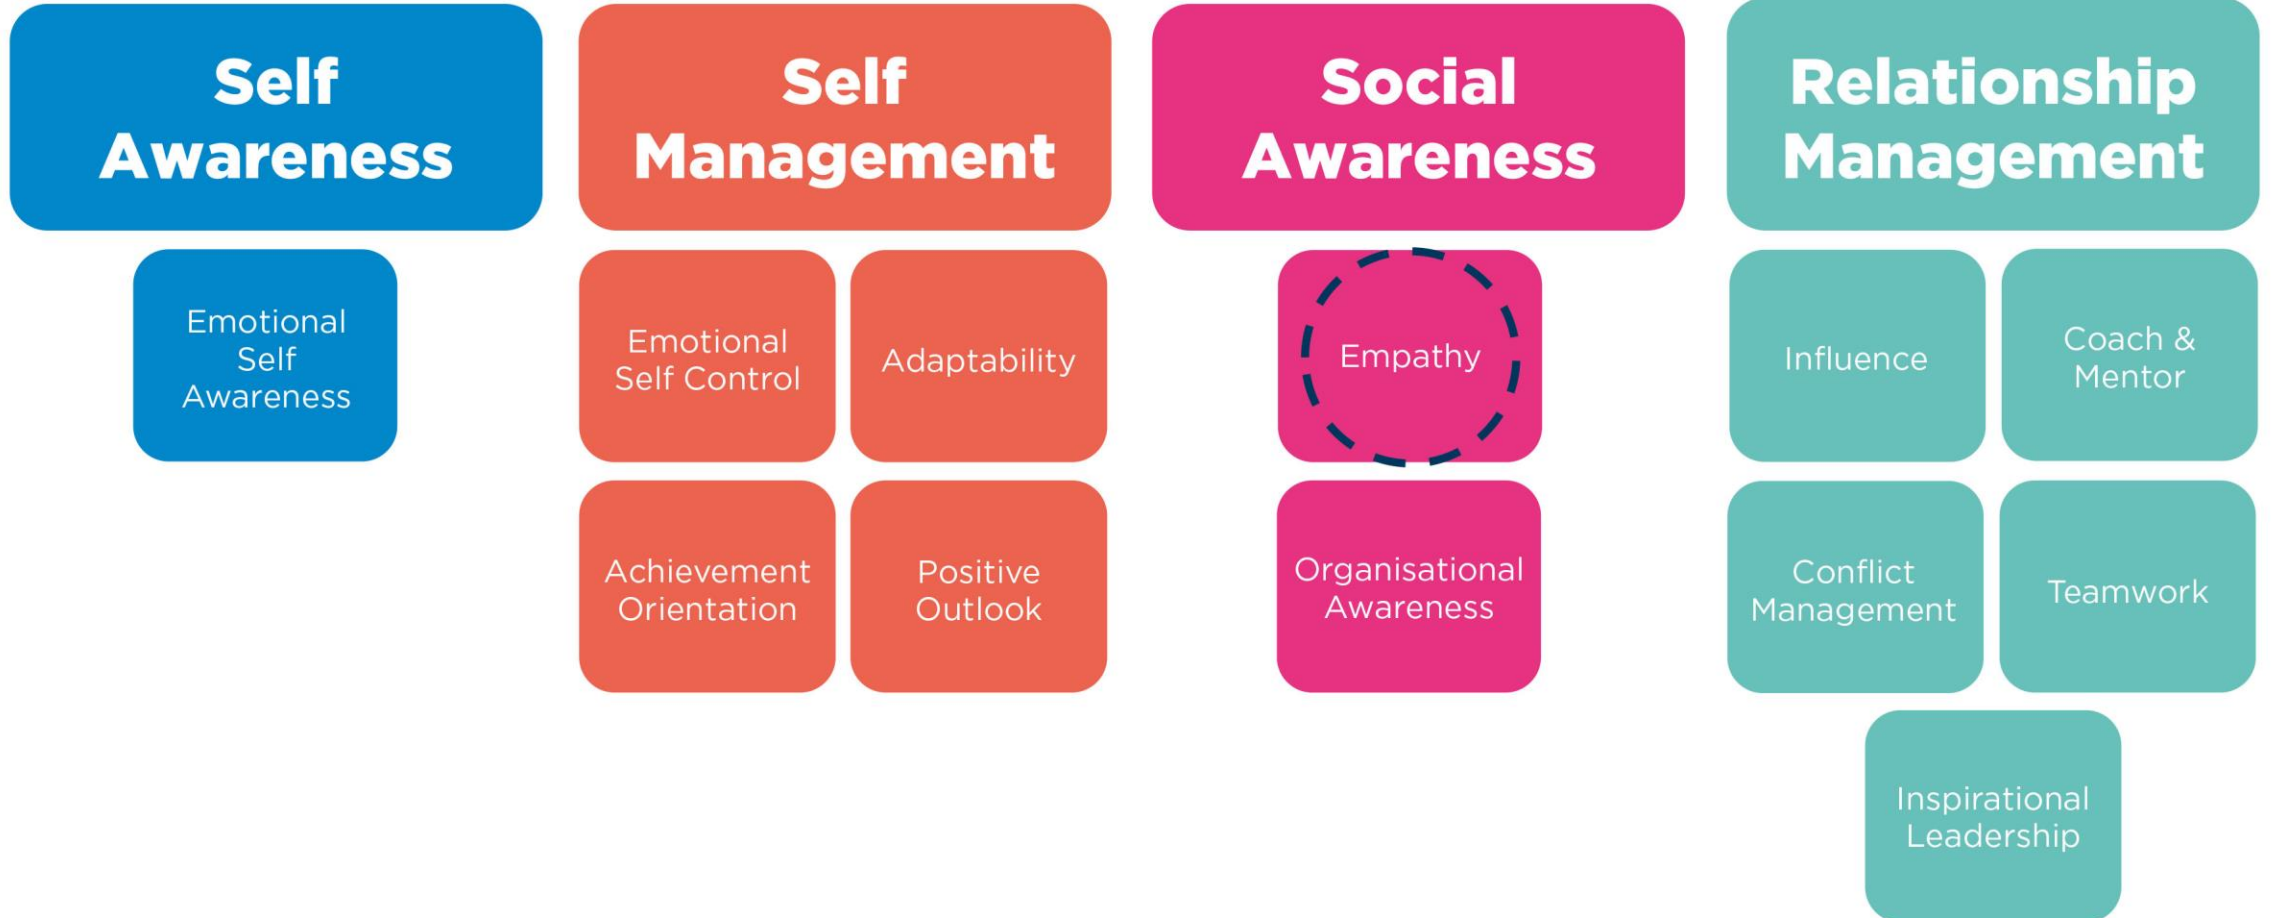 Self
Awareness
Self
Management
Social
Awareness
Relationship
Management
Emotional
Self
Awareness
Emotional
Self Control
Adaptability
Empathy
Influence
Coach &
Mentor
Achievement
Orientation
Positive
Outlook
Organisational
Awareness
Conflict
Management
Teamwork
Inspirational
Leadership